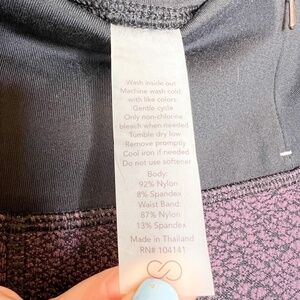 Wash inside out
Machine wash cold
with like colors
Gentle cycle
Only non-chlorine
bleach when needed
Tumble dry low
Remove promptly
Cool iron if needed
Do not use softener
Body:
92% Nylon
8% Spandex
Waist Band:
87% Nylon
13% Spandex
Made in Thailand
RN# 104141